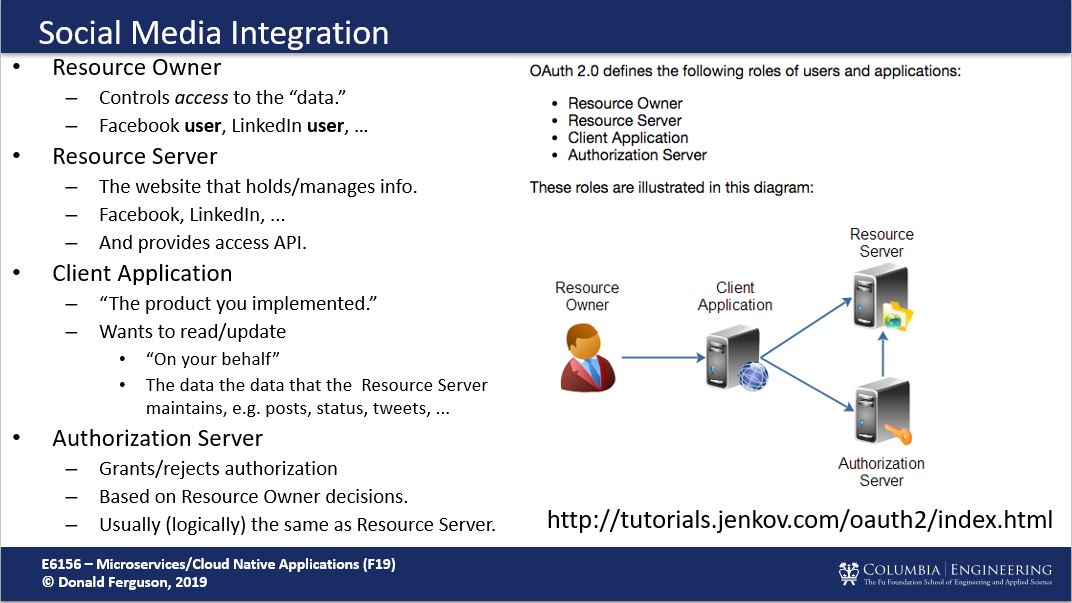 Social Media Integration
• Resource Owner
– Controls access to the “data.”
– Facebook user, LinkedIn user, …
• Resource Server
– The website that holds/manages info.
– Facebook, LinkedIn, ...
– And provides access API.
• Client Application
– “The product you implemented.”
– Wants to read/update
• “On your behalf”
• The data the data that the Resource Server
maintains, e.g. posts, status, tweets, ...
• Authorization Server
– Grants/rejects authorization
– Based on Resource Owner decisions.
– Usually (logically) the same as Resource Server.
OAuth 2.0 defines the following roles of users and applications:
• Resource Owner
• Resource Server
• Client Application
• Authorization Server
These roles are illustrated in this diagram:
Resource
Server
Resource
Owner
Client
Application
Authorization
Server
http://tutorials.jenkov.com/oauth2/index.html
E6156 – Microservices/Cloud Native Applications (F19)
© Donald Ferguson, 2019
COLUMBIA | ENGINEERING
The Fu Foundation School of Engineering and Applied Science